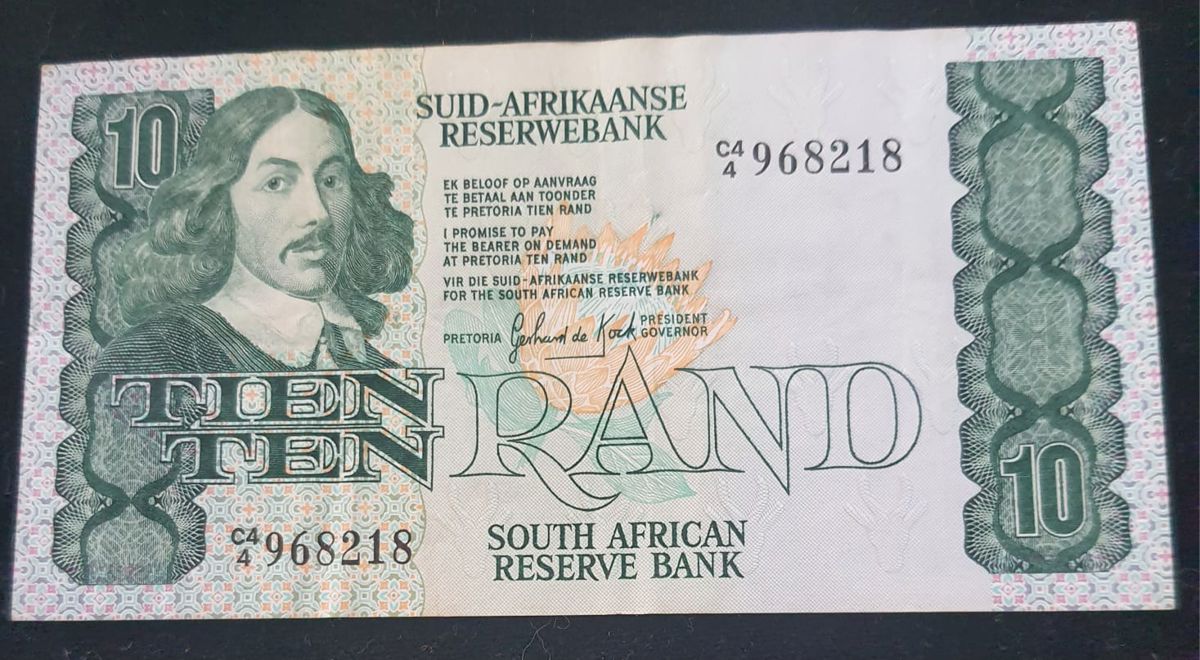 10
SUID-AFRIKAANSE
RESERWEBANK
C4/4 968218
EK BELOOF OP AANVRAAG
TE BETAAL AAN TOONDER
TE PRETORIA TIEN RAND
I PROMISE TO PAY
THE BEARER ON DEMAND
AT PRETORIA TEN RAND
VIR DIE SUID-AFRIKAANSE RESERWEBANK
FOR THE SOUTH AFRICAN RESERVE BANK
PRETORIA Gerhard de Kock PRESIDENT
GOVERNOR
TIEN
TEN
RAND
10
C4/4 968218
SOUTH AFRICAN
RESERVE BANK